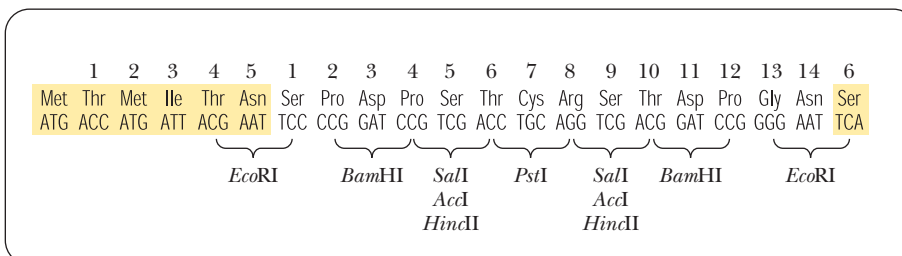 1 2 3 4 5 1 2 3 4 5 6 7 8 9 10 11 12 13 14 6
Met Thr Met Ile Thr Asn Ser Pro Asp Pro Ser Thr Cys Arg Ser Thr Asp Pro Gly Asn Ser
ATG ACC ATG ATT ACG AAT TCC CCG GAT CCG TCG ACC TGC AGG TCG ACG GAT CCG GGG AAT TCA
EcoRI BamHI SalI PstI SalI BamHI EcoRI
AccI AccI
HincII HincII